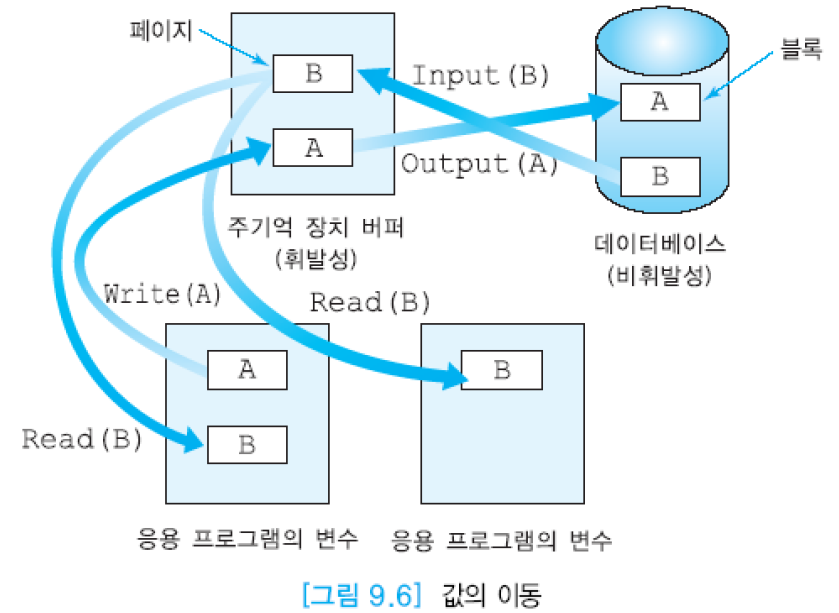 페이지
B
Input(B)
블록
A
A
Output(A)
B
주기억 장치 버퍼
(휘발성)
데이터베이스
(비휘발성)
Write(A)
Read(B)
A
B
Read(B)
B
응용 프로그램의 변수
응용 프로그램의 변수
[그림 9.6] 값의 이동